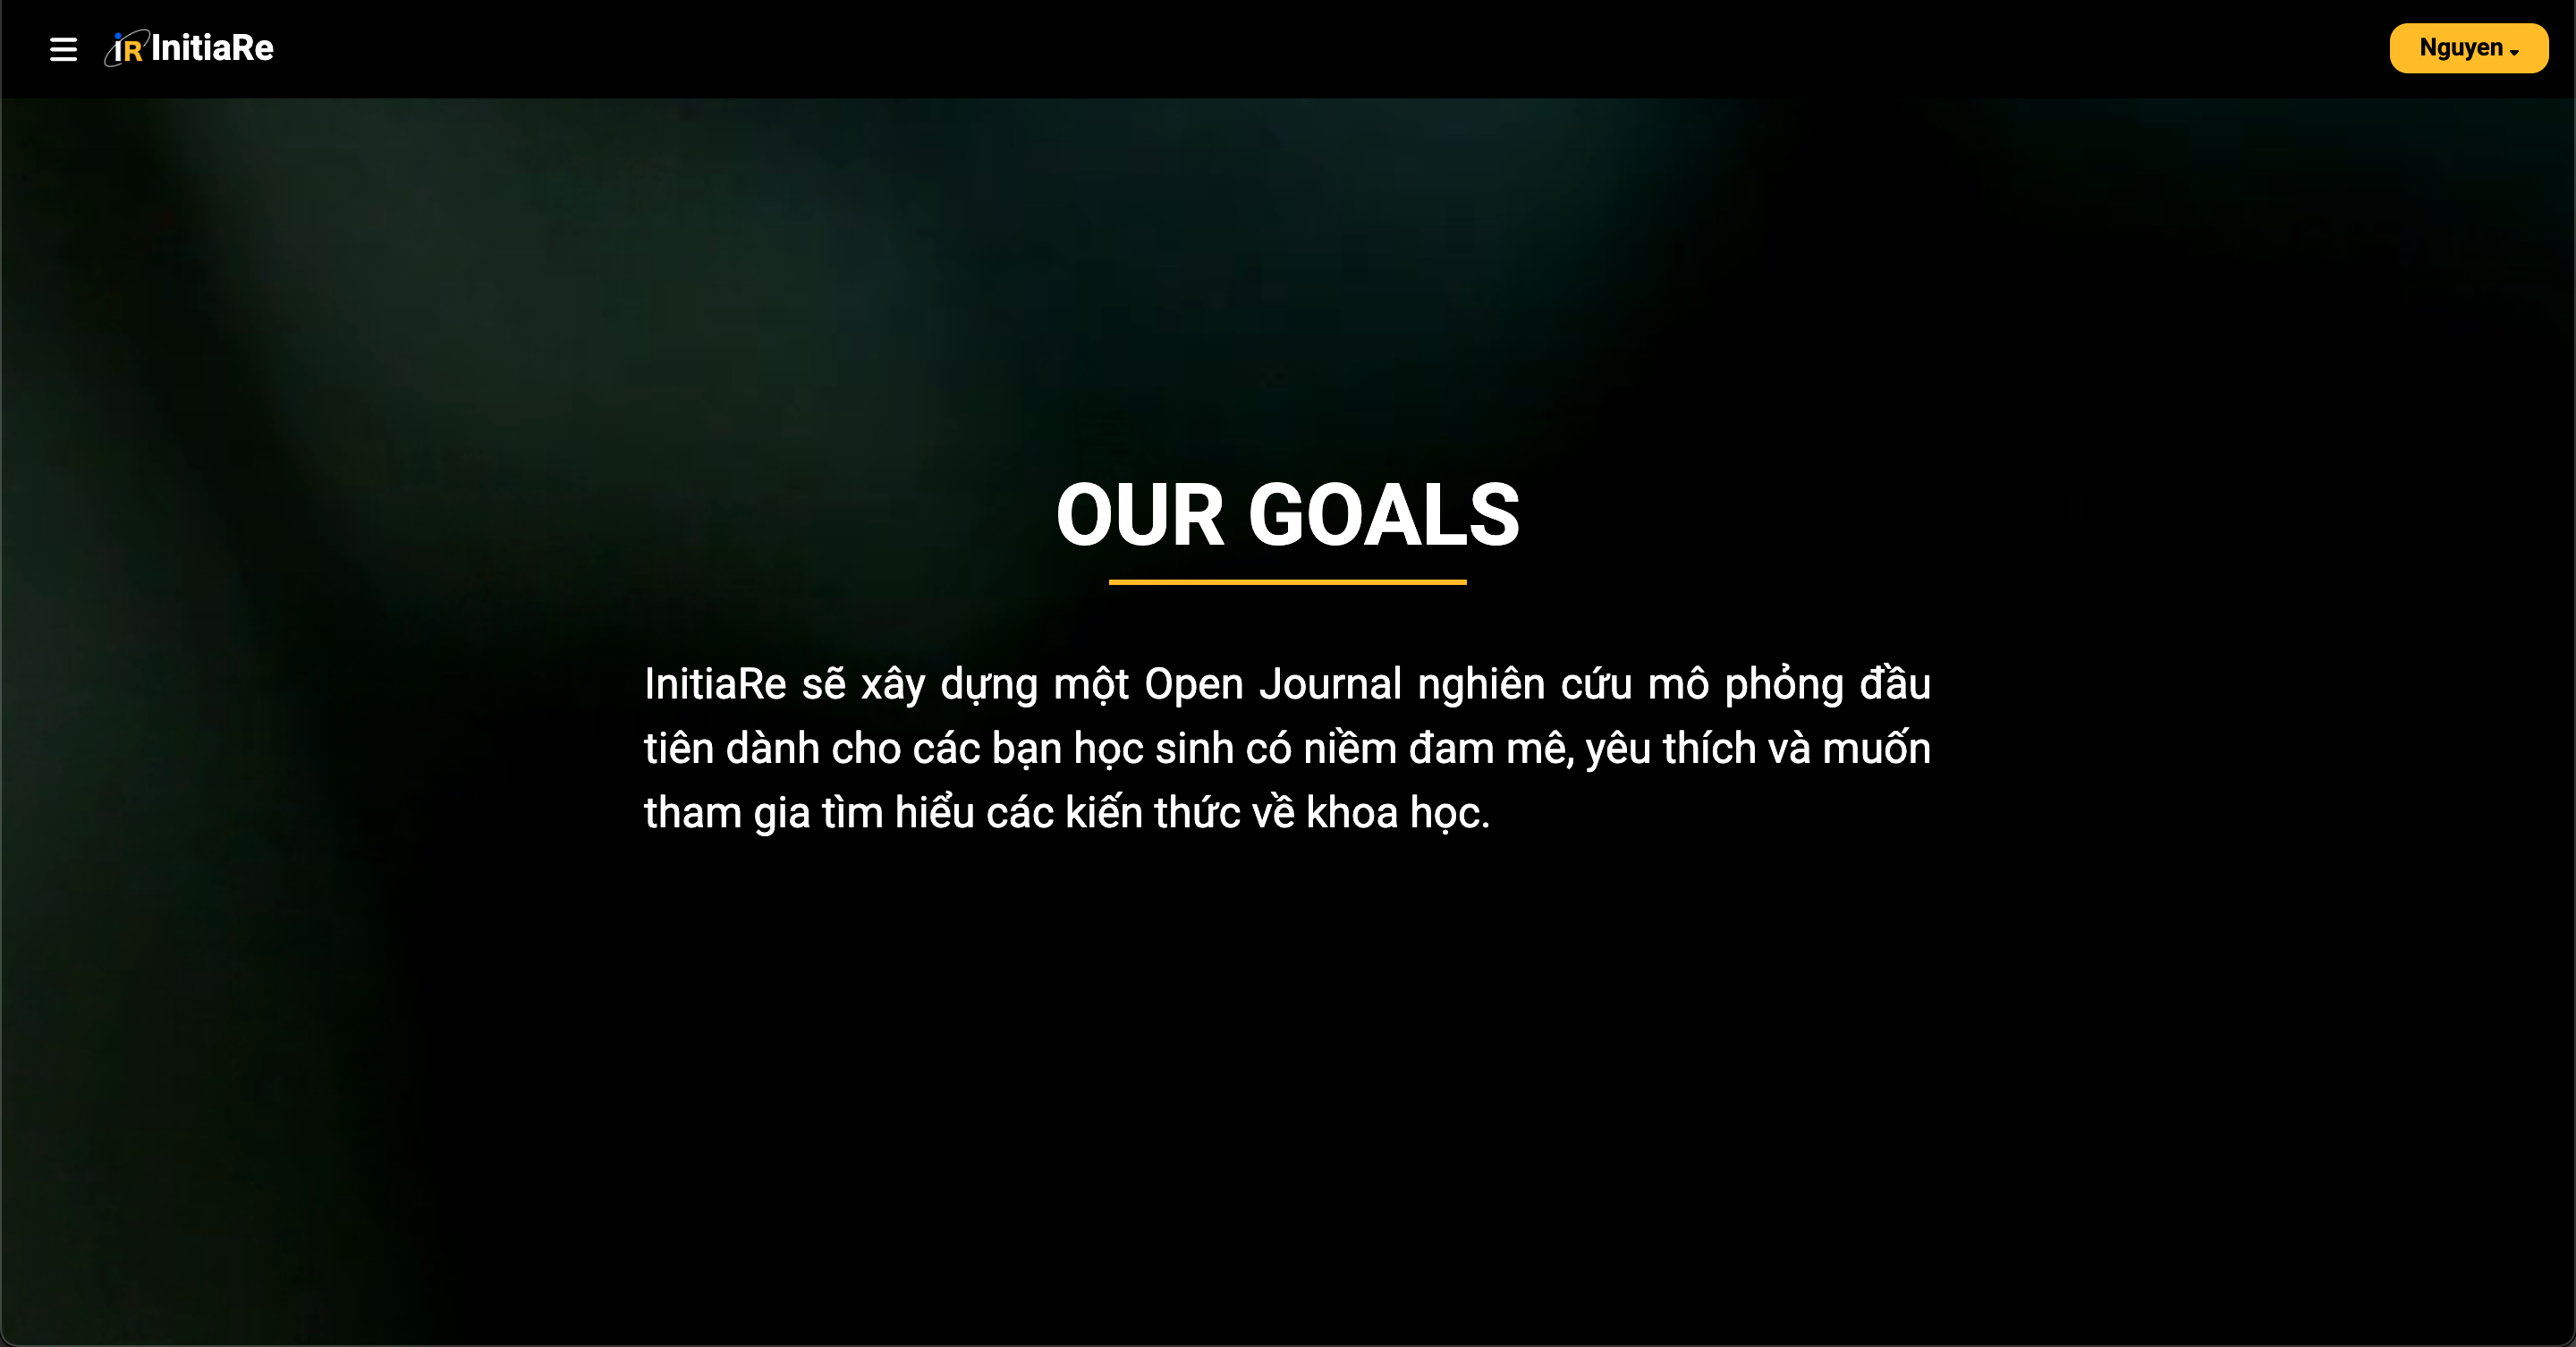 iR InitiaRe
Nguyen
OUR GOALS
InitiaRe sẽ xây dựng một Open Journal nghiên cứu mô phỏng đầu
tiên dành cho các bạn học sinh có niềm đam mê, yêu thích và muốn
tham gia tìm hiểu các kiến thức về khoa học.